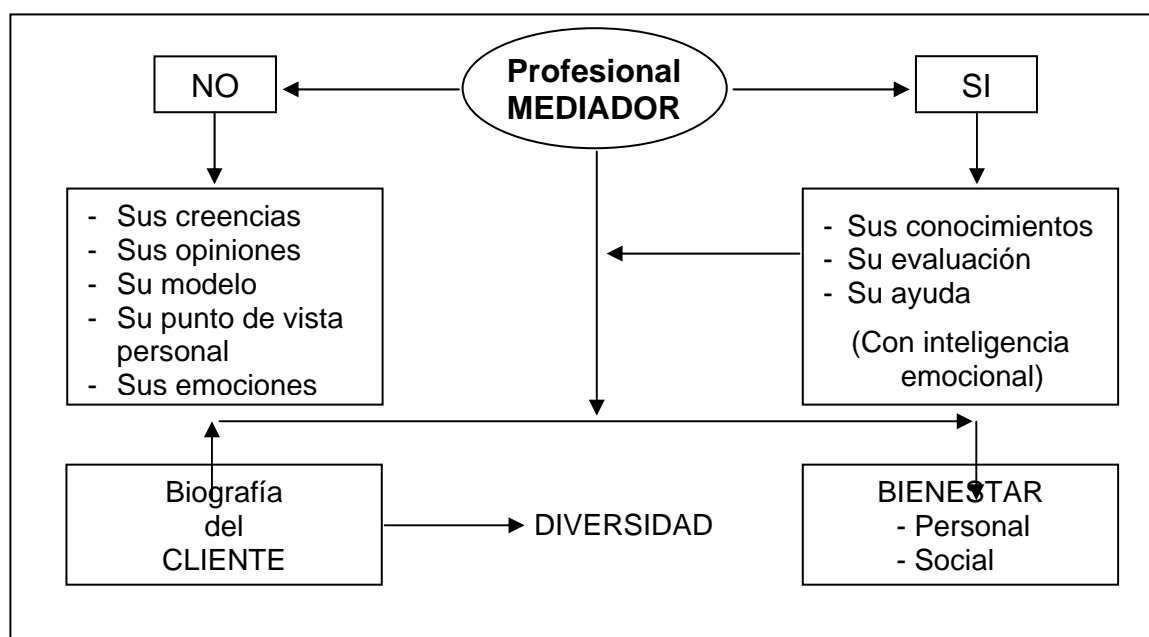 Profesional
MEDIADOR
NO
SI
- Sus creencias
- Sus opiniones
- Su modelo
- Su punto de vista
personal
- Sus emociones
- Sus conocimientos
- Su evaluación
- Su ayuda
(Con inteligencia
emocional)
Biografía
del
CLIENTE
DIVERSIDAD
BIENESTAR
- Personal
- Social